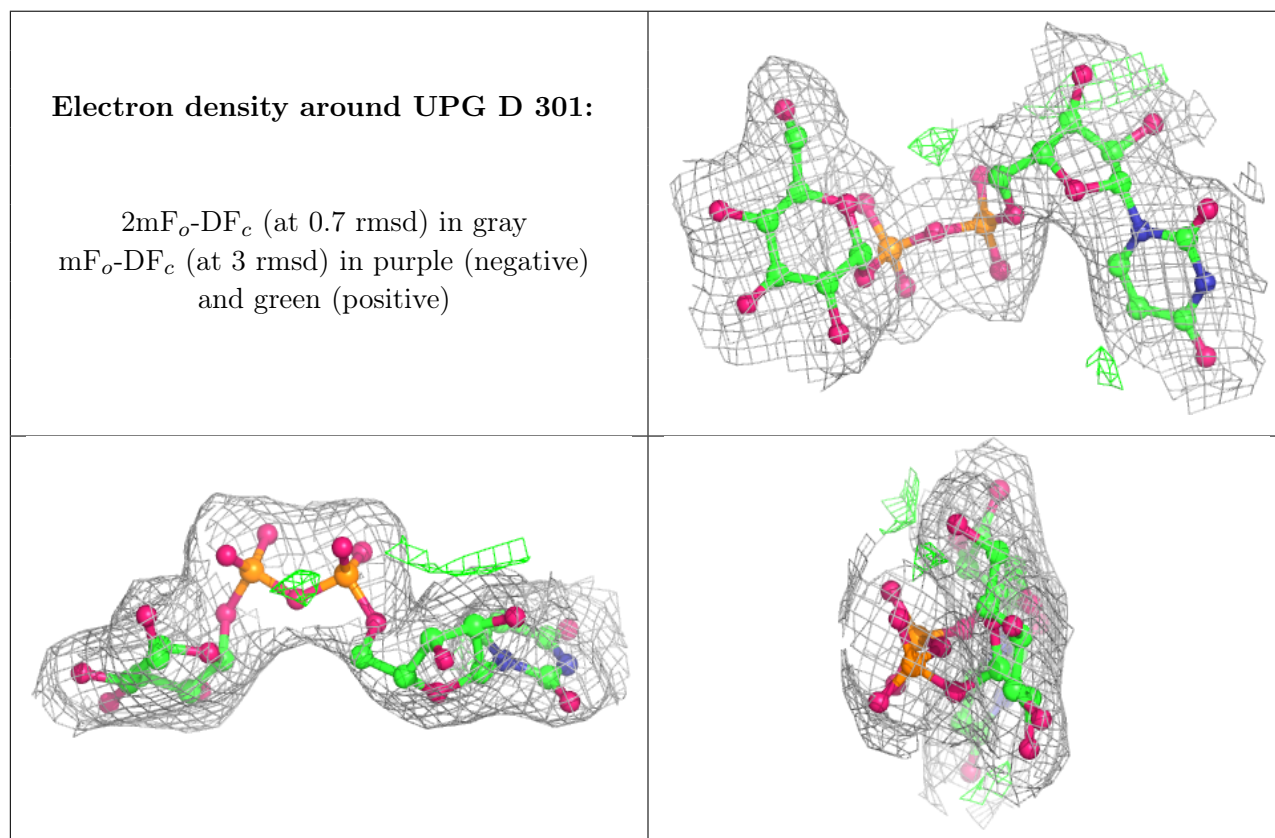 Electron density around UPG D 301:
2mFo-DFc (at 0.7 rmsd) in gray
mFo-DFc (at 3 rmsd) in purple (negative)
and green (positive)